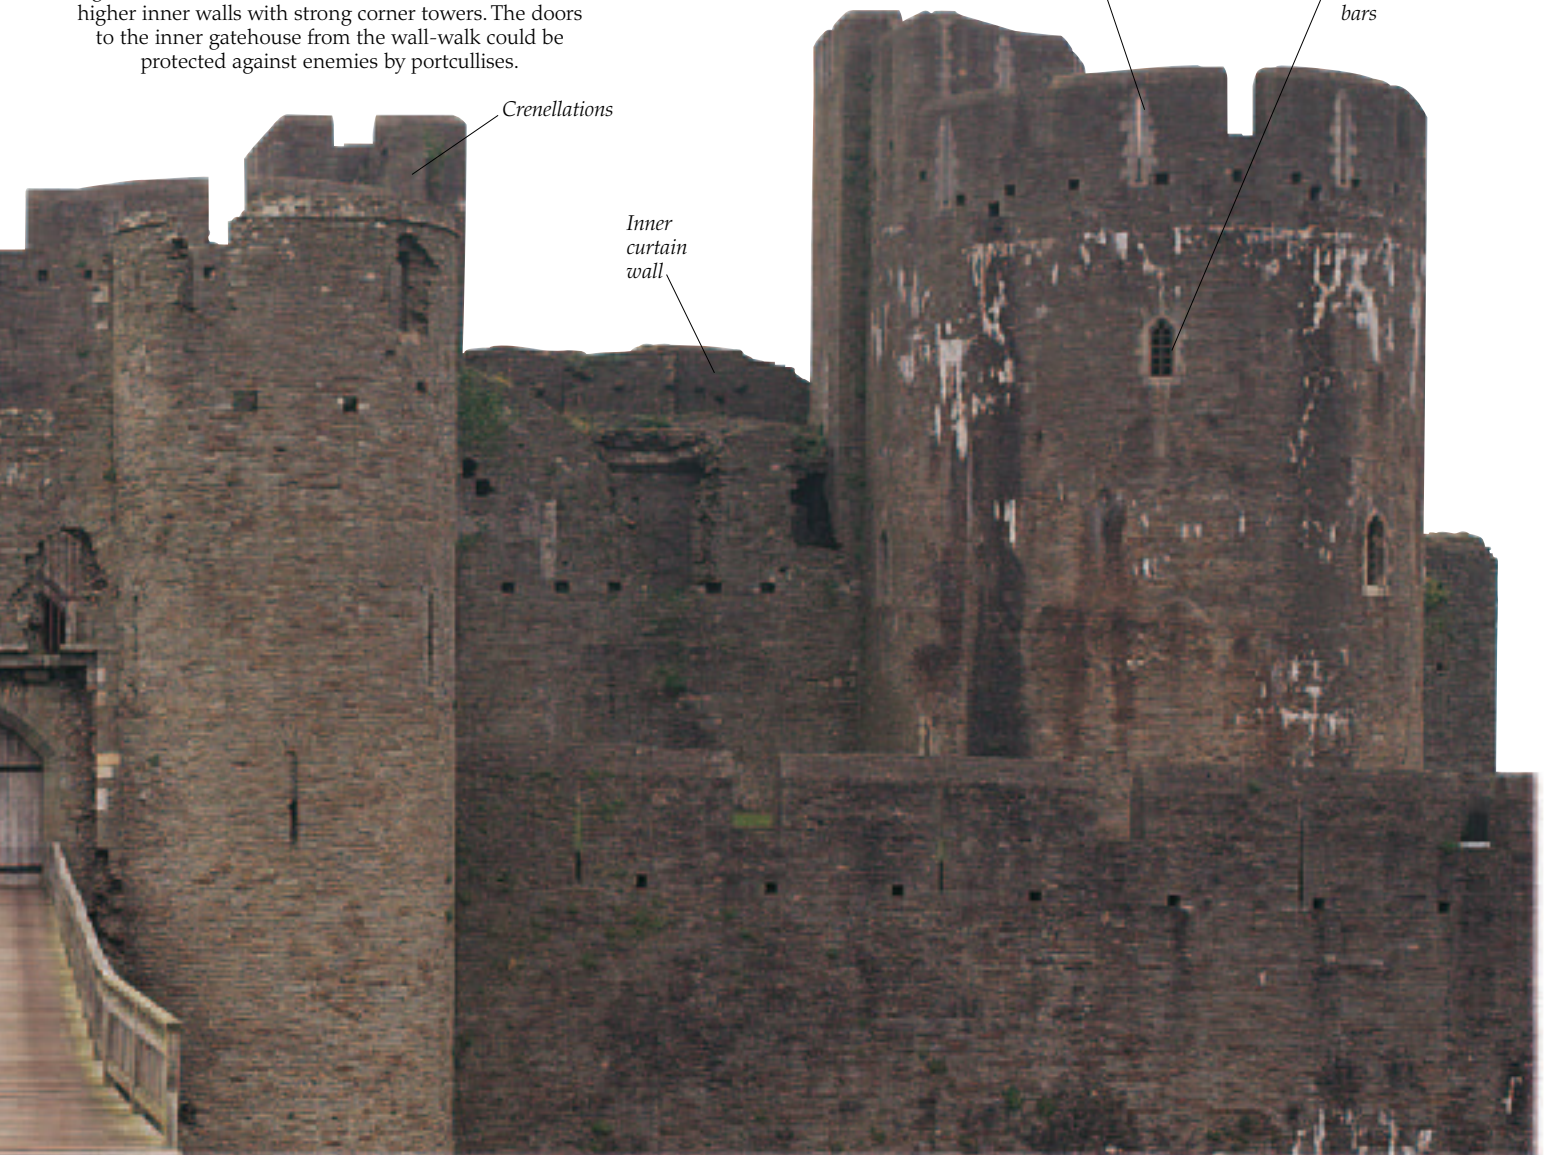 higher inner walls with strong corner towers. The doors
to the inner gatehouse from the wall-walk could be
protected against enemies by portcullises.
bars
Crenellations
Inner
curtain
wall